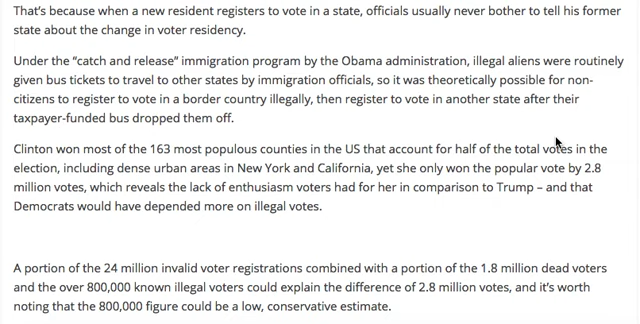 That's because when a new resident registers to vote in a state, officials usually never bother to tell his former
state about the change in voter residency.
Under the “catch and release” immigration program by the Obama administration, illegal aliens were routinely
given bus tickets to travel to other states by immigration officials, so it was theoretically possible for non-
citizens to register to vote in a border country illegally, then register to vote in another state after their
taxpayer-funded bus dropped them off.
Clinton won most of the 163 most populous counties in the US that account for half of the total votes in the
election, including dense urban areas in New York and California, yet she only won the popular vote by 2.8
million votes, which reveals the lack of enthusiasm voters had for her in comparison to Trump – and that
Democrats would have depended more on illegal votes.
A portion of the 24 million invalid voter registrations combined with a portion of the 1.8 million dead voters
and the over 800,000 known illegal voters could explain the difference of 2.8 million votes, and it's worth
noting that the 800,000 figure could be a low, conservative estimate.